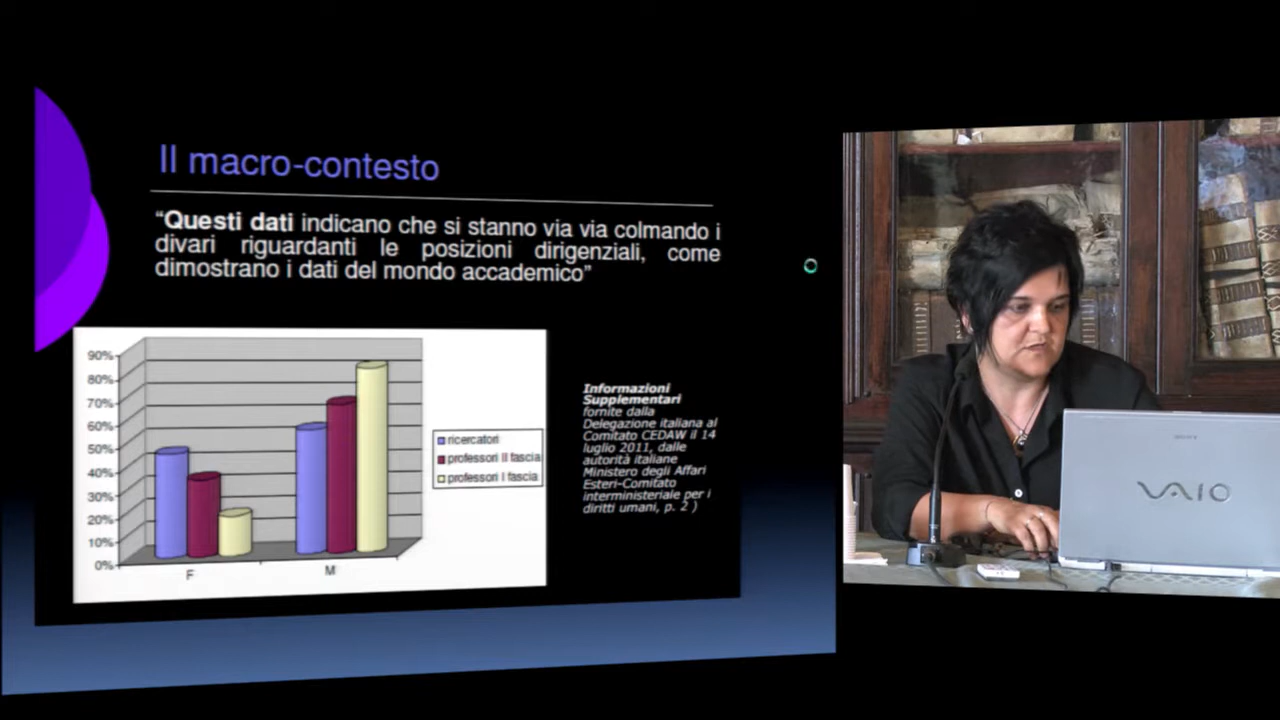 Il macro-contesto
“Questi dati indicano che si stanno via via colmando i
divari riguardanti le posizioni dirigenziali, come
dimostrano i dati del mondo accademico”
90%
80%
70%
60%
50%
40%
30%
20%
10%
0%
F
M
ricercatori
professori II fascia
professori I fascia
Informazioni
Supplementari
fornite dalla
Delegazione italiana al
Comitato CEDAW il 14
luglio 2011, dalle
autorità italiane
Ministero degli Affari
Esteri-Comitato
interministeriale per i
diritti umani, p. 2 )
SONY
VAIO